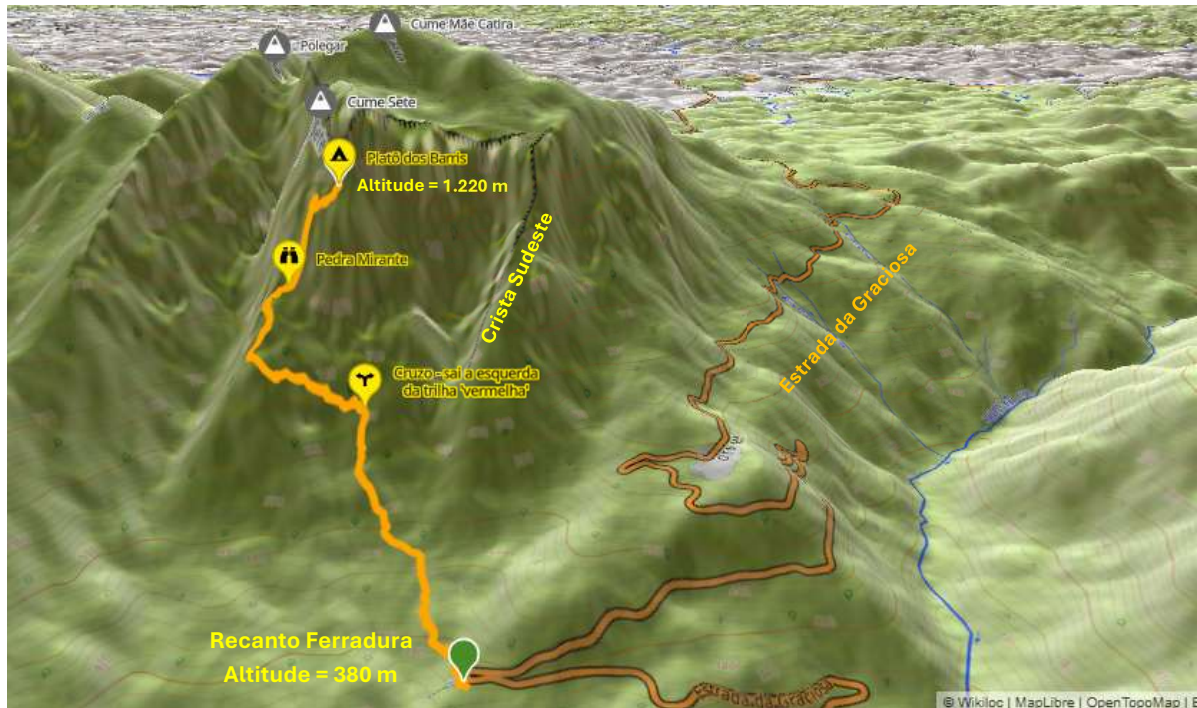 Cume Mãe Catira
Polegar
Cume Sete
Platô dos Barris
Altitude = 1.220 m
Pedra Mirante
Crista Sudeste
Estrada da Graciosa
Cruzo - sai a esquerda
da trilha 'vermelha'
Recanto Ferradura
Altitude = 380 m
Estrada da Graciosa
© Wikiloc | MapLibre | OpenTopoMap |